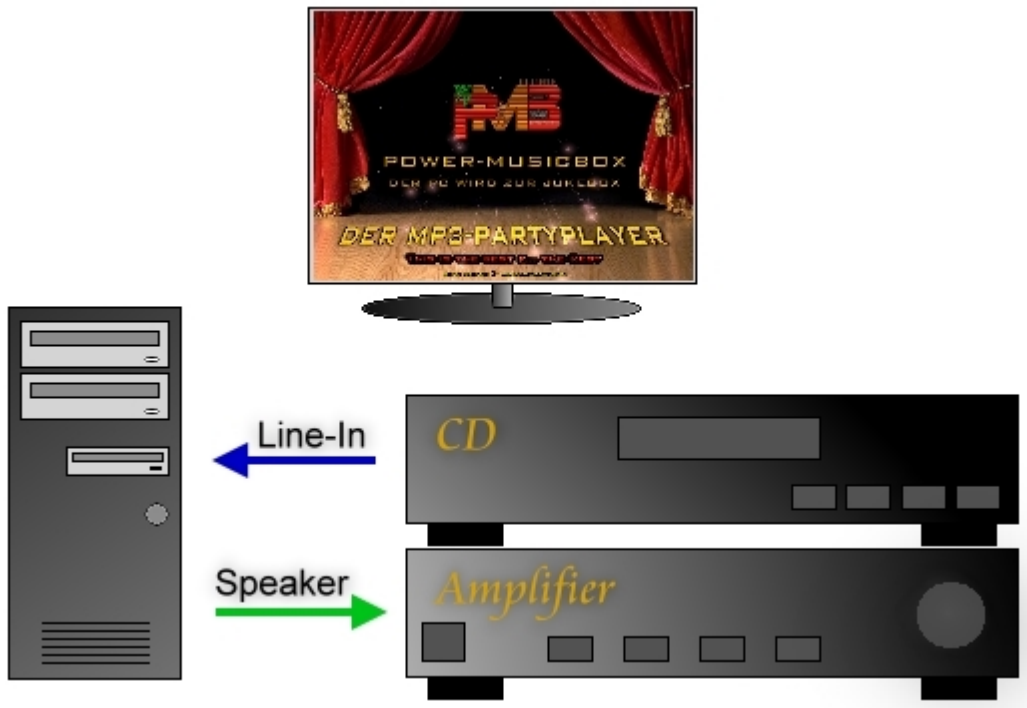 PMB
POWER-MUSICBOX
DER PC WIRD ZUR JUKEBOX
DER MP3-PARTYPLAYER
Line-In
CD
Speaker
Amplifier